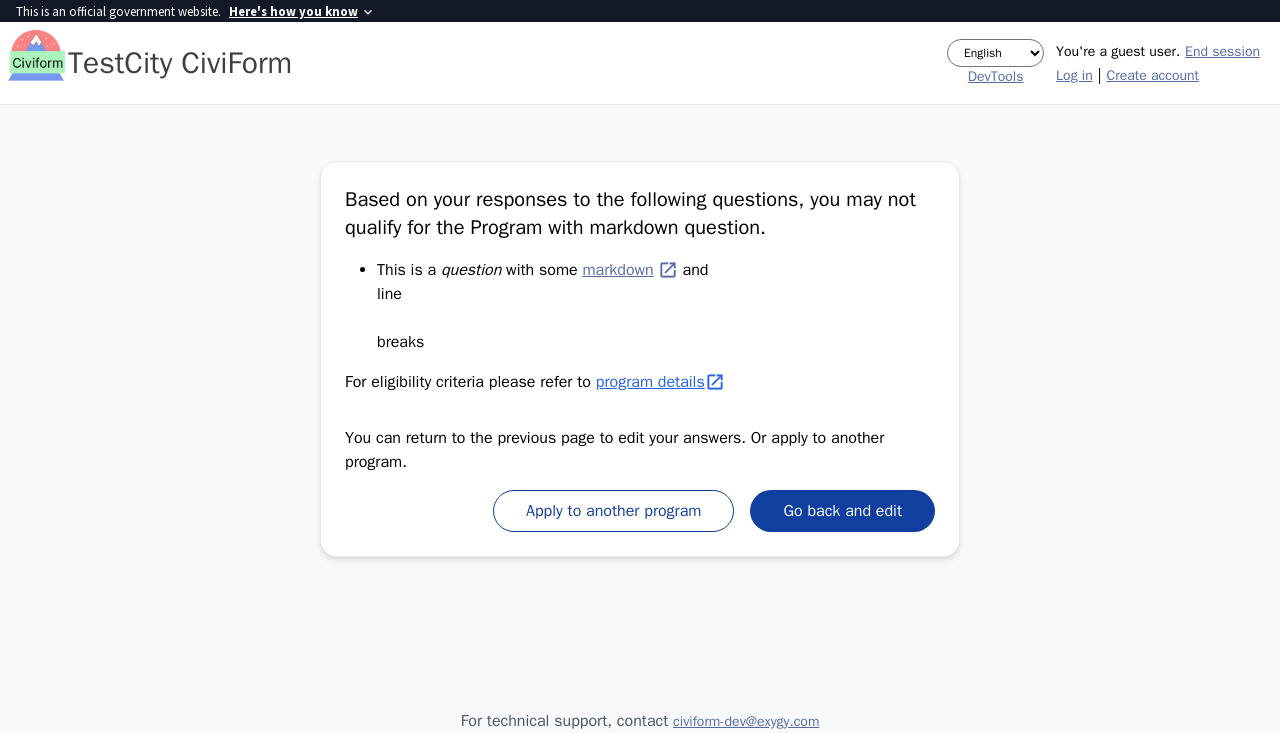 This is an official government website. Here's how you know
Civiform
TestCity CiviForm
English
DevTools
You're a guest user. End session
Log in | Create account
Based on your responses to the following questions, you may not
qualify for the Program with markdown question.
• This is a question with some markdown and
line
breaks
For eligibility criteria please refer to program details
You can return to the previous page to edit your answers. Or apply to another
program.
Apply to another program
Go back and edit
For technical support, contact civiform-dev@exygy.com